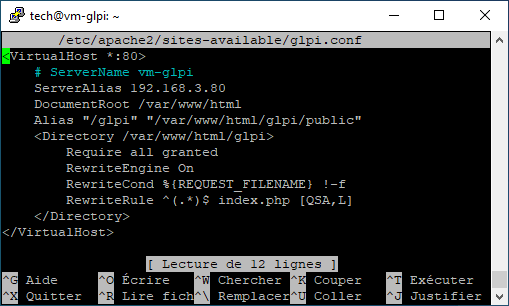 tech@vm-glpi: ~
/etc/apache2/sites-available/glpi.conf
<VirtualHost *:80>
    # ServerName vm-glpi
    ServerAlias 192.168.3.80
    DocumentRoot /var/www/html
    Alias "/glpi" "/var/www/html/glpi/public"
    <Directory /var/www/html/glpi>
        Require all granted
        RewriteEngine On
        RewriteCond %{REQUEST_FILENAME} !-f
        RewriteRule ^(.*)$ index.php [QSA,L]
    </Directory>
</VirtualHost>
[ Lecture de 12 lignes ]
^G Aide ^O Écrire ^W Chercher ^K Couper ^T Exécuter
^X Quitter ^R Lire fich ^\ Remplacer ^U Coller ^J Justifier